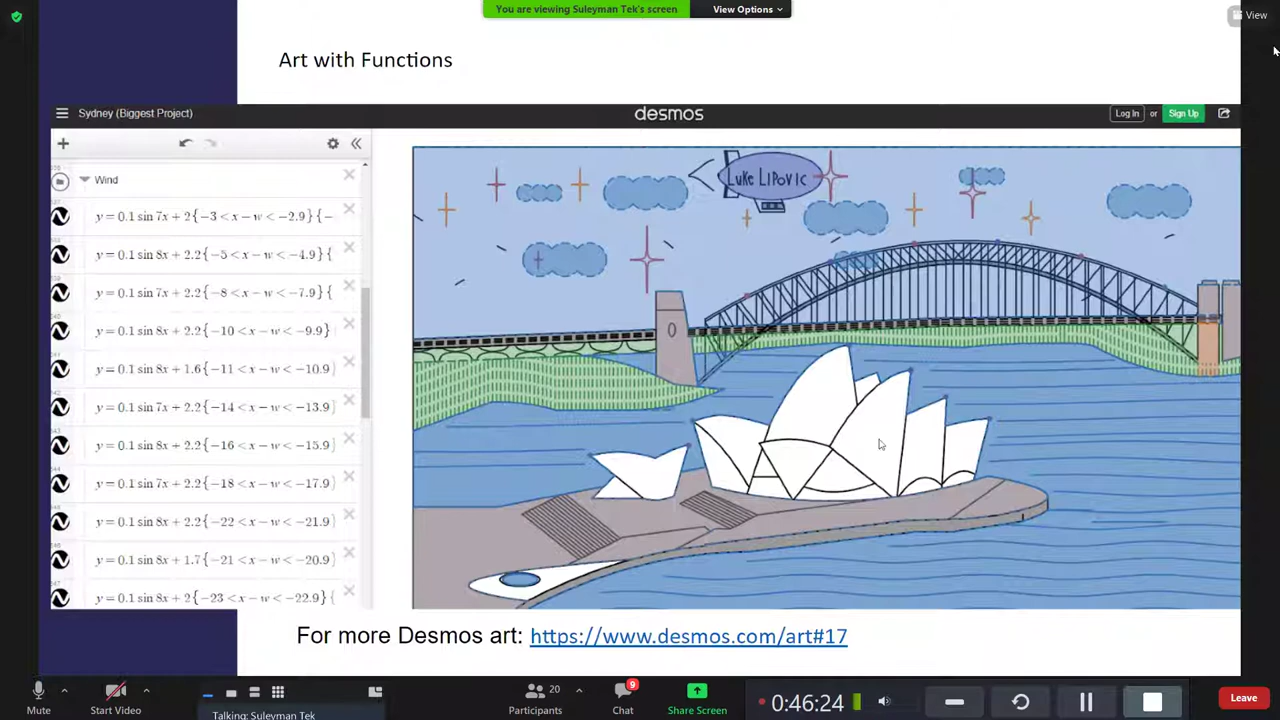 You are viewing Suleyman Tek's screen
View Options
View
Art with Functions
Sydney (Biggest Project)
desmos
Log In or Sign Up
Wind
y = 0.1 sin 7x + 2{−3 < x − w < −2.9} {−
y = 0.1 sin 8x + 2.2{−5 < x − w < −4.9} {
y = 0.1 sin 7x + 2.2{−8 < x − w < −7.9} {
y = 0.1 sin 8x + 2.2{−10 < x − w < −9.9}
y = 0.1 sin 8x + 1.6{−11 < x − w < −10.9}
y = 0.1 sin 7x + 2.2{−14 < x − w < −13.9}
y = 0.1 sin 8x + 2.2{−16 < x − w < −15.9}
y = 0.1 sin 7x + 2.2{−18 < x − w < −17.9}
y = 0.1 sin 8x + 2.2{−22 < x − w < −21.9}
y = 0.1 sin 8x + 1.7{−21 < x − w < −20.9}
y = 0.1 sin 8x + 2{−23 < x − w < −22.9} {
LUKE LIPOVIC
For more Desmos art: https://www.desmos.com/art#17
Mute
Start Video
Talking: Suleyman Tek
20
Participants
9
Chat
Share Screen
0:46:24
Leave